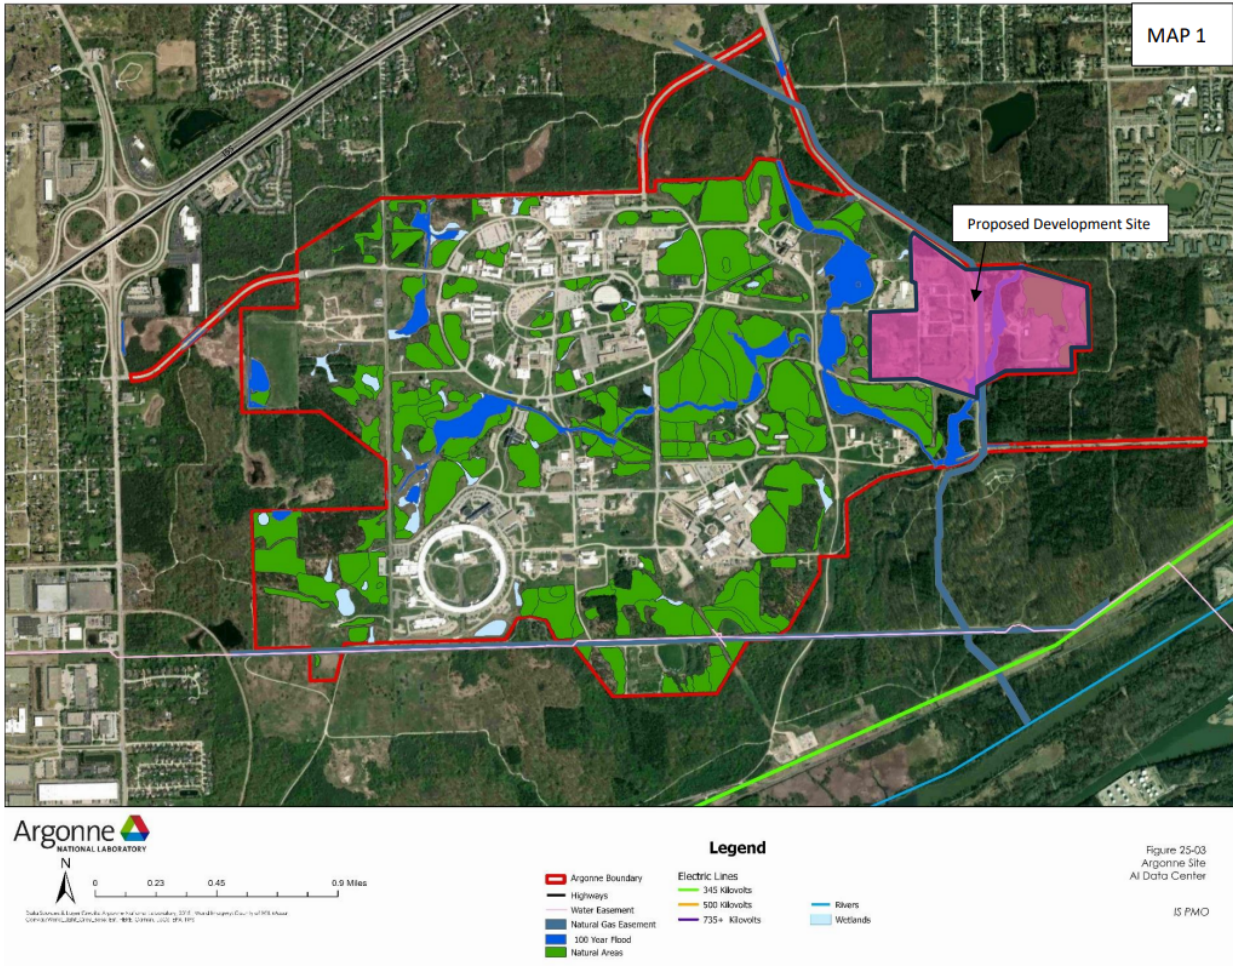 MAP 1
Proposed Development Site
Argonne
NATIONAL LABORATORY
N
0 0.23 0.45 0.9 Miles
Legend
Argonne Boundary
Highways
Water Easement
Natural Gas Easement
100 Year Flood
Natural Areas
Electric Lines
345 Kilovolts
500 Kilovolts
735+ Kilovolts
Rivers
Wetlands
Figure 25-03
Argonne Site
AI Data Center
IS PMO